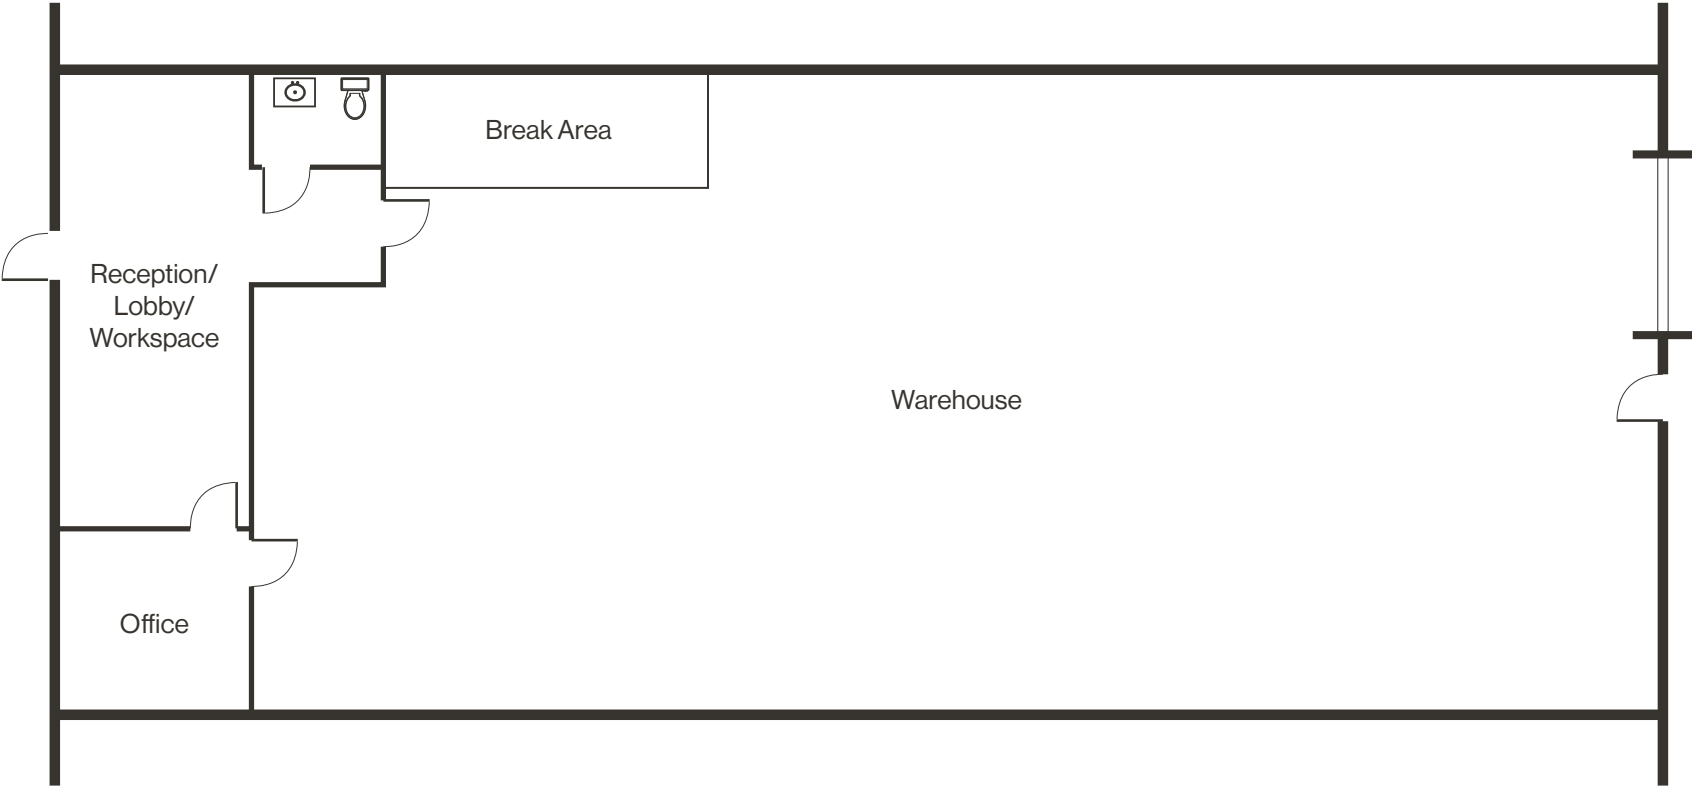 Break Area
Reception/
Lobby/
Workspace
Warehouse
Office